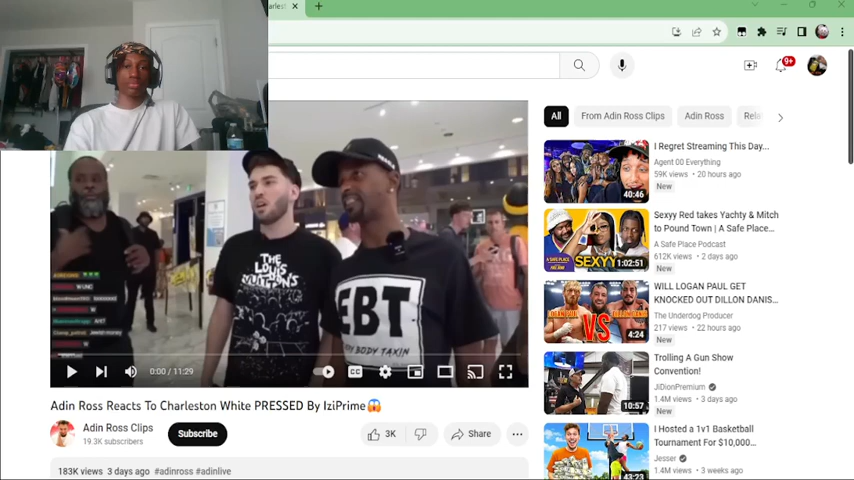 9+
THE
EBT
0:00 / 11:29
CC
Adin Ross Reacts To Charleston White PRESSED By IziPrime😱
Adin Ross Clips
19.3K subscribers
Subscribe
3K
Share
183K views 3 days ago #adinross #adinlive
All
From Adin Ross Clips
Adin Ross
I Regret Streaming This Day...
Agent 00 Everything
59K views • 20 hours ago
New
40:46
Sexyy Red takes Yachty & Mitch
to Pound Town | A Safe Place...
A Safe Place Podcast
612K views • 2 days ago
New
SEXYY
1:02:51
WILL LOGAN PAUL GET
KNOCKED OUT DILLON DANIS...
The Underdog Producer
217 views • 22 hours ago
New
LOGAN PAUL
VS
4:24
Trolling A Gun Show
Convention!
JiDionPremium
1.4M views • 3 days ago
New
10:57
I Hosted a 1v1 Basketball
Tournament For $10,000...
Jesser
1.4M views • 3 weeks ago
43:23